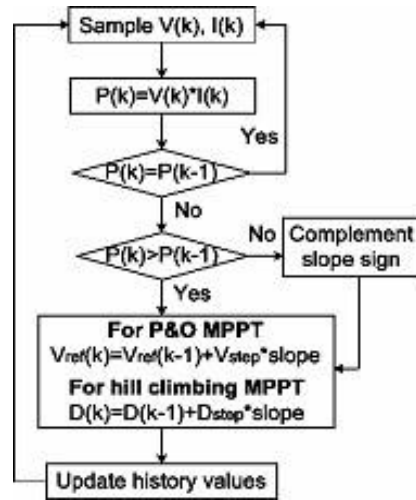 Sample V(k), I(k)
P(k)=V(k)*I(k)
Yes
P(k)=P(k-1)
No
P(k)>P(k-1)
No
Complement
slope sign
Yes
For P&O MPPT
Vref(k)=Vref(k-1)+Vstep*slope
For hill climbing MPPT
D(k)=D(k-1)+Dstep*slope
Update history values